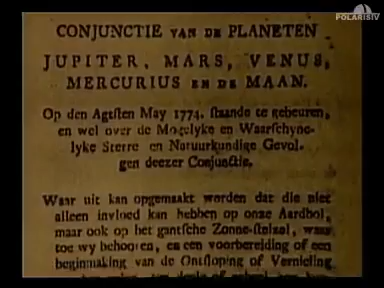 POLARISTV
CONJUNCTIE VAN DE PLANETEN
JUPITER, MARS, VENUS,
MERCURIUS EN DE MAAN.
Op den Agtſten May 1774. ſtaande te gebeuren,
en wel over de Mogelyke en Waarſchyne-
lyke Sterre en Natuurkundige Gevol-
gen deezer Conjunctie.
Waar uit kan opgemaakt worden dat die niet
alleen invloed kan hebben op onze Aardbol,
maar ook op het gantſche Zonne-ſtelsel, waar
toe wy behooren, en een voorbereiding of een
beginmaking van de Ontſloping of Vernieling